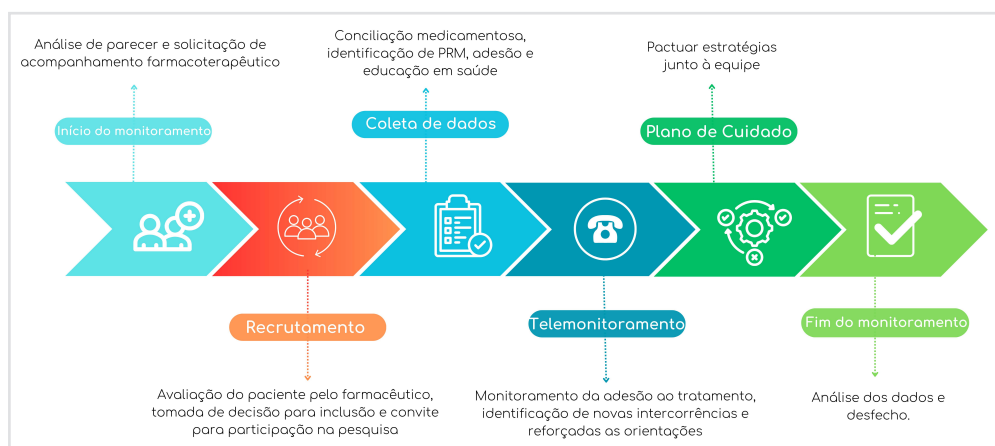 Análise de parecer e solicitação de
acompanhamento farmacoterapêutico
Início do monitoramento
Recrutamento
Avaliação do paciente pelo farmacêutico,
tomada de decisão para inclusão e convite
para participação na pesquisa
Conciliação medicamentosa,
identificação de PRM, adesão e
educação em saúde
Coleta de dados
Telemonitoramento
Monitoramento da adesão ao tratamento,
identificação de novas intercorrências e
reforçadas as orientações
Pactuar estratégias
junto à equipe
Plano de Cuidado
Fim do monitoramento
Análise dos dados e
desfecho.